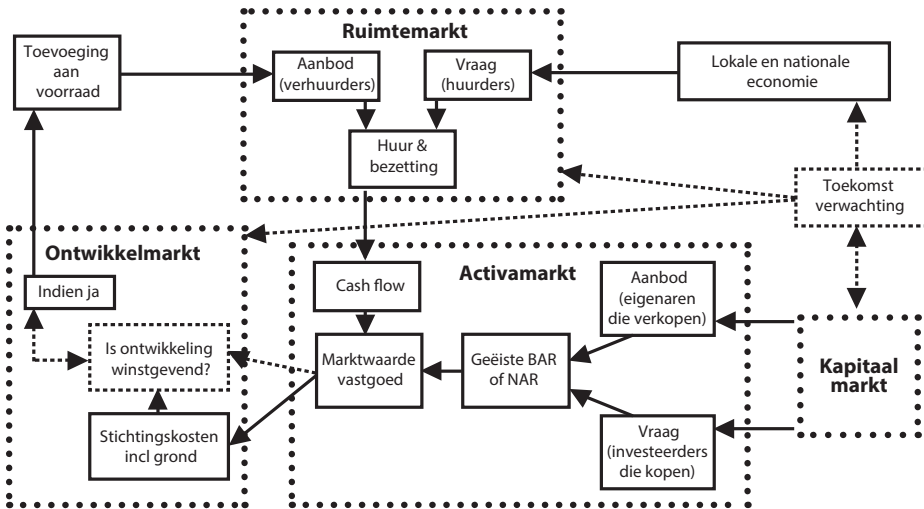 Ruimtemarkt
Toevoeging
aan
voorraad
Aanbod
(verhuurders)
Vraag
(huurders)
Lokale en nationale
economie
Huur &
bezetting
Toekomst
verwachting
Ontwikkelmarkt
Activamarkt
Indien ja
Cash flow
Aanbod
(eigenaren
die verkopen)
Is ontwikkeling
winstgevend?
Marktwaarde
vastgoed
Geëiste BAR
of NAR
Kapitaal
markt
Stichtingskosten
incl grond
Vraag
(investeerders
die kopen)